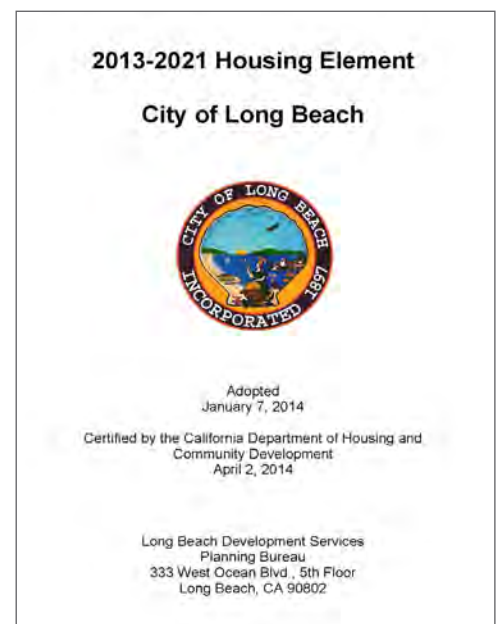 2013-2021 Housing Element
City of Long Beach
CITY OF LONG BEACH
INCORPORATED 1897
Adopted
January 7, 2014
Certified by the California Department of Housing and
Community Development
April 2, 2014
Long Beach Development Services
Planning Bureau
333 West Ocean Blvd., 5th Floor
Long Beach, CA 90802